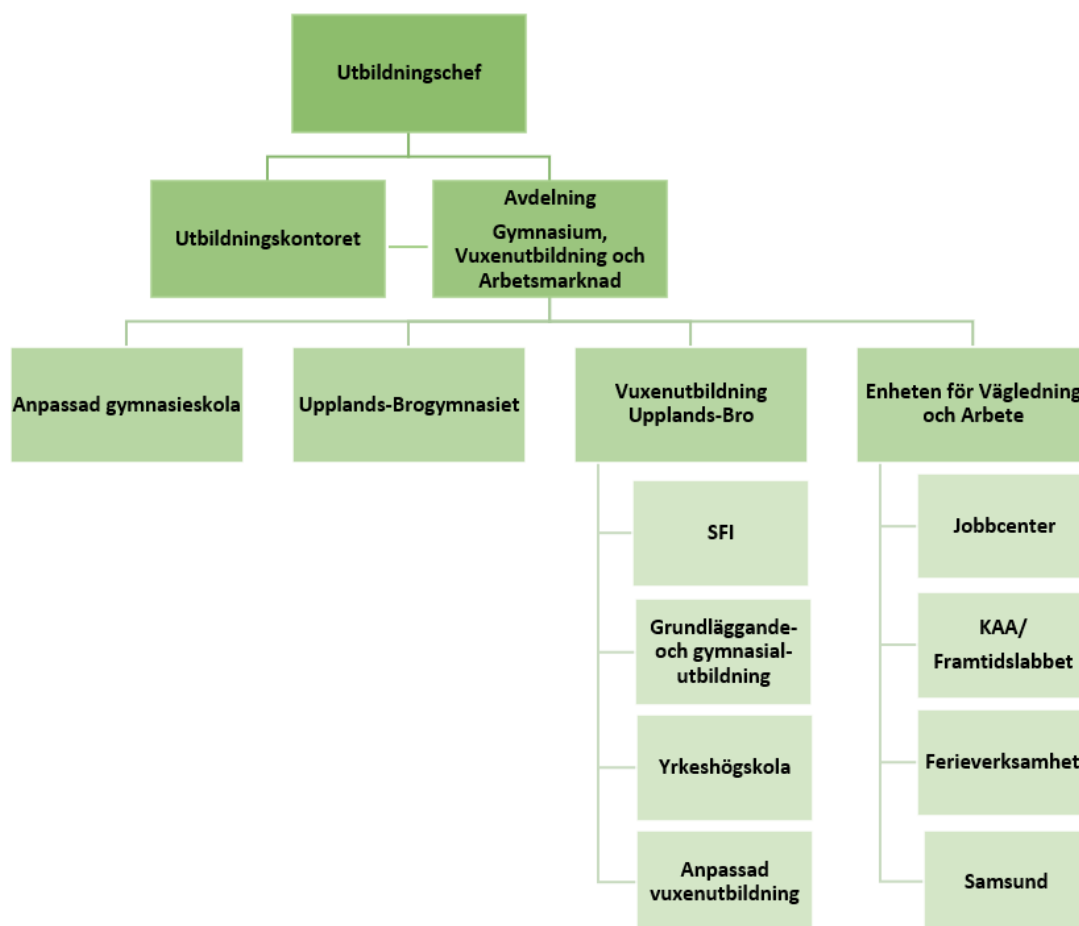 Utbildningschef
Utbildningskontoret
Avdelning
Gymnasium,
Vuxenutbildning och
Arbetsmarknad
Anpassad gymnasieskola
Upplands-Brogymnasiet
Vuxenutbildning
Upplands-Bro
Enheten för Vägledning
och Arbete
SFI
Grundläggande-
och gymnasial-
utbildning
Yrkeshögskola
Anpassad
vuxenutbildning
Jobbcenter
KAA/
Framtidslabbet
Ferieverksamhet
Samsund